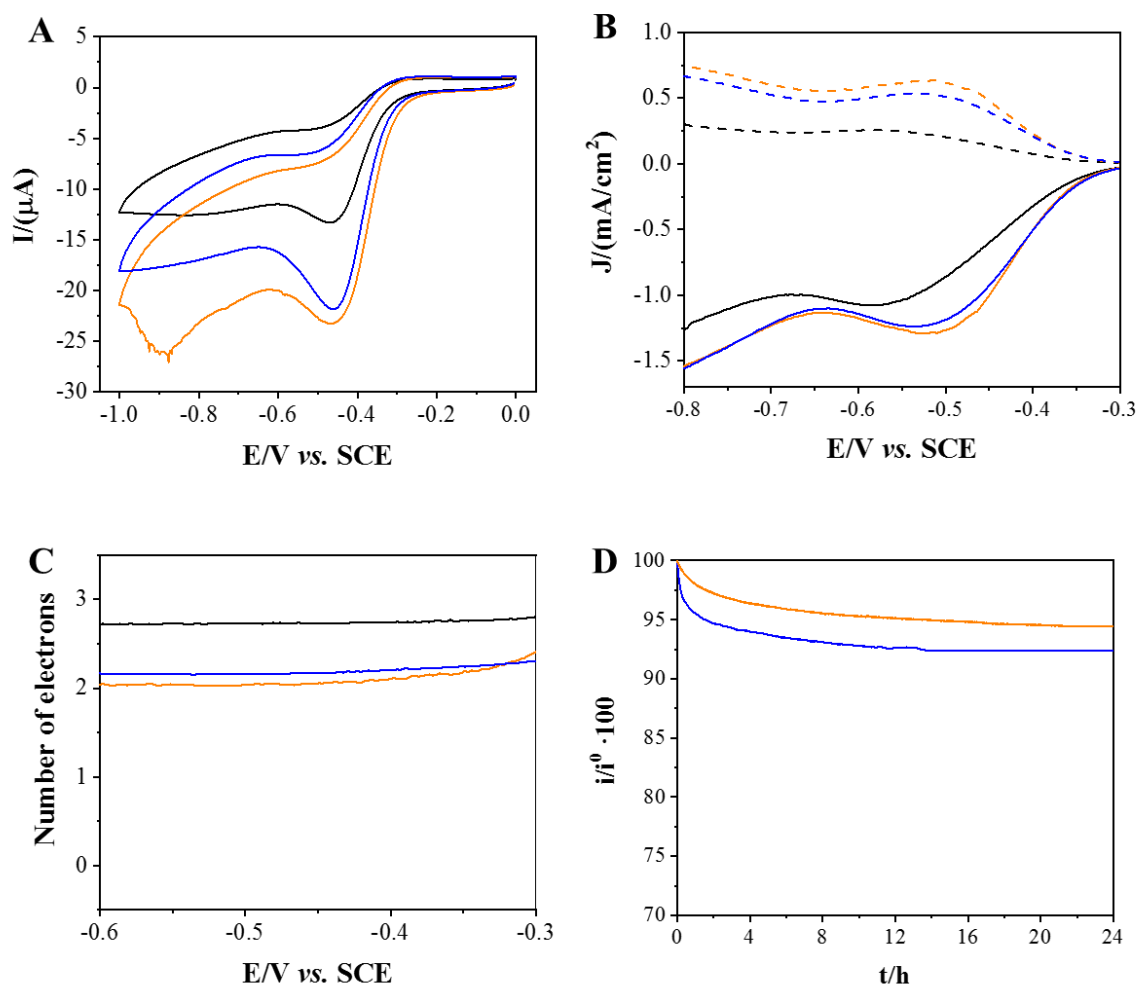 A
5
0
-5
-10
-15
-20
-25
-30
I/(μA)
-1.0 -0.8 -0.6 -0.4 -0.2 0.0
E/V vs. SCE
B
1.0
0.5
0.0
-0.5
-1.0
-1.5
J/(mA/cm²)
-0.8 -0.7 -0.6 -0.5 -0.4 -0.3
E/V vs. SCE
C
3
2
1
0
Number of electrons
-0.6 -0.5 -0.4 -0.3
E/V vs. SCE
D
100
95
90
85
80
75
70
i/i⁰ ·100
0 4 8 12 16 20 24
t/h